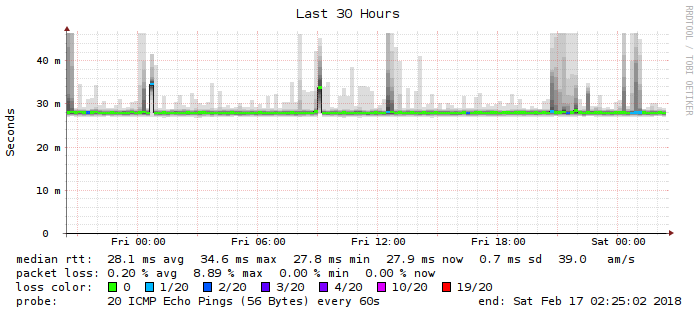 Last 30 Hours
RRDTOOL / TOBI OETIKER
Seconds
40 m
30 m
20 m
10 m
0
Fri 00:00 Fri 06:00 Fri 12:00 Fri 18:00 Sat 00:00
median rtt: 28.1 ms avg 34.6 ms max 27.8 ms min 27.9 ms now 0.7 ms sd 39.0 am/s
packet loss: 0.20 % avg 8.89 % max 0.00 % min 0.00 % now
loss color: 0 1/20 2/20 3/20 4/20 10/20 19/20
probe: 20 ICMP Echo Pings (56 Bytes) every 60s end: Sat Feb 17 02:25:02 2018